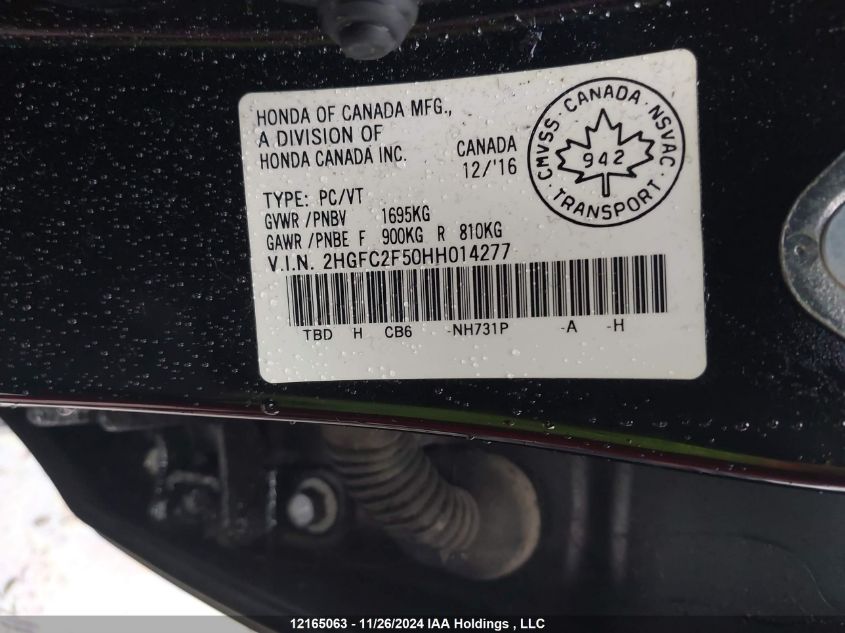 HONDA OF CANADA MFG.,
A DIVISION OF
HONDA CANADA INC.
CANADA
12/'16
CMVSS · CANADA · NSVAC · TRANSPORT ·
942
TYPE: PC/VT
GVWR /PNBV 1695KG
GAWR /PNBE F 900KG R 810KG
V.I.N. 2HGFC2F50HH014277
TBD H CB6 -NH731P -A -H
12165063 - 11/26/2024 IAA Holdings , LLC